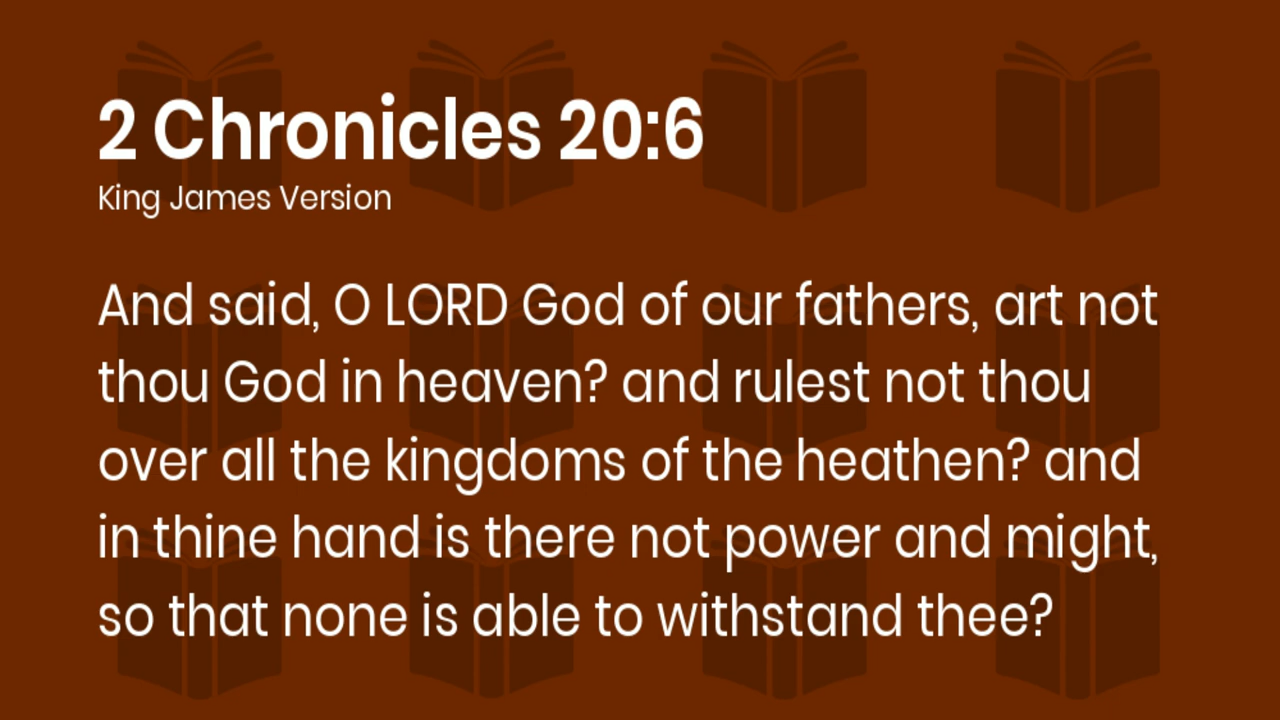 2 Chronicles 20:6
King James Version
And said, O LORD God of our fathers, art not
thou God in heaven? and rulest not thou
over all the kingdoms of the heathen? and
in thine hand is there not power and might,
so that none is able to withstand thee?